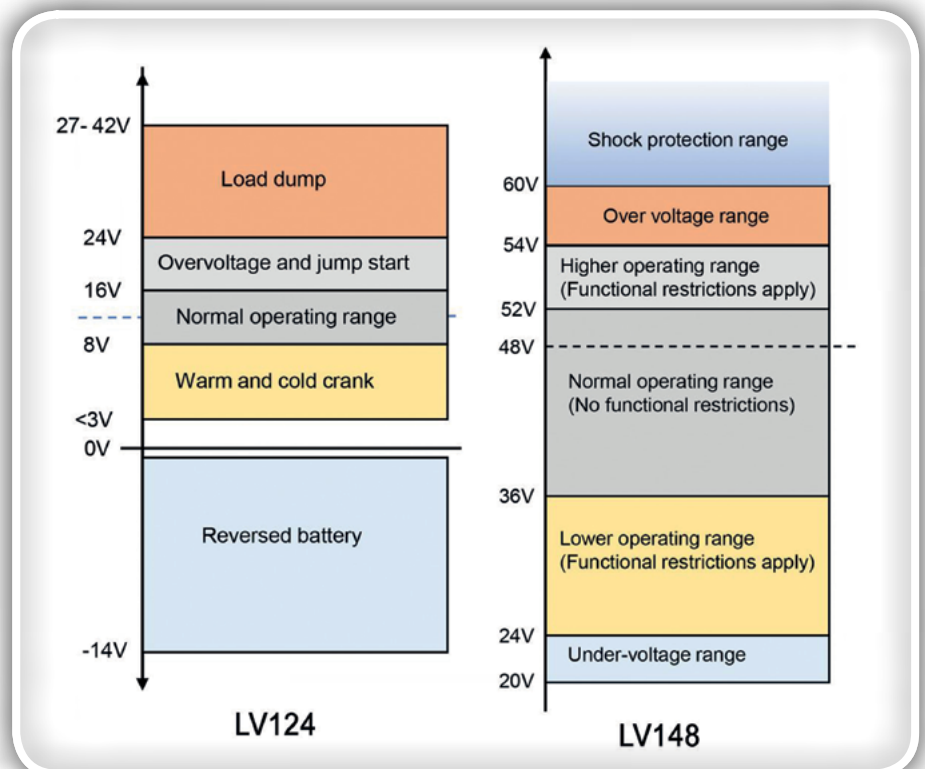 27- 42V
Load dump
24V
Overvoltage and jump start
16V
Normal operating range
8V
Warm and cold crank
<3V
0V
Reversed battery
-14V
LV124
Shock protection range
60V
Over voltage range
54V
Higher operating range
(Functional restrictions apply)
52V
48V
Normal operating range
(No functional restrictions)
36V
Lower operating range
(Functional restrictions apply)
24V
Under-voltage range
20V
LV148